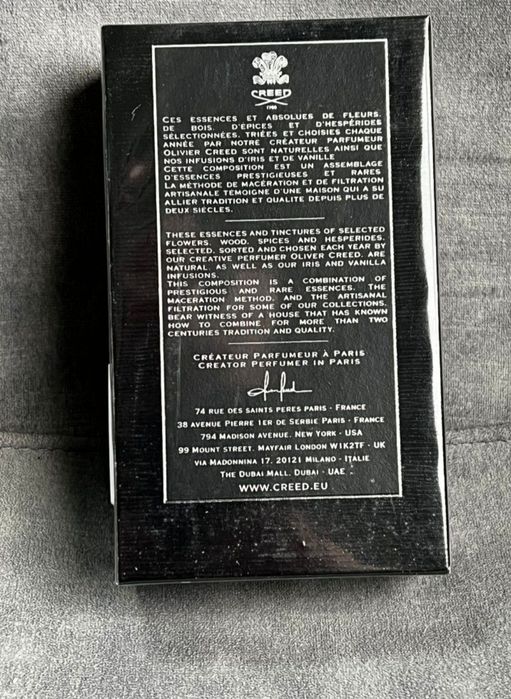 CREED
1760
CES ESSENCES ET ABSOLUES DE FLEURS,
DE BOIS, D'ÉPICES ET D'HESPÉRIDES
SÉLECTIONNÉES, TRIÉES ET CHOISIES CHAQUE
ANNÉE PAR NOTRE CRÉATEUR PARFUMEUR
OLIVIER CREED SONT NATURELLES AINSI QUE
NOS INFUSIONS D'IRIS ET DE VANILLE
CETTE COMPOSITION EST UN ASSEMBLAGE
D'ESSENCES PRESTIGIEUSES ET RARES
LA MÉTHODE DE MACÉRATION ET DE FILTRATION
ARTISANALE TÉMOIGNE D'UNE MAISON QUI A SU
ALLIER TRADITION ET QUALITE DEPUIS PLUS DE
DEUX SIÈCLES.
THESE ESSENCES AND TINCTURES OF SELECTED
FLOWERS, WOOD, SPICES AND HESPERIDES,
SELECTED, SORTED AND CHOSEN EACH YEAR BY
OUR CREATIVE PERFUMER OLIVER CREED, ARE
NATURAL, AS WELL AS OUR IRIS AND VANILLA
INFUSIONS.
THIS COMPOSITION IS A COMBINATION OF
PRESTIGIOUS AND RARE ESSENCES. THE
MACERATION METHOD, AND THE ARTISANAL
FILTRATION FOR SOME OF OUR COLLECTIONS,
BEAR WITNESS OF A HOUSE THAT HAS KNOWN
HOW TO COMBINE FOR MORE THAN TWO
CENTURIES TRADITION AND QUALITY.
CRÉATEUR PARFUMEUR À PARIS
CREATOR PERFUMER IN PARIS
74 RUE DES SAINTS PERES PARIS - FRANCE
38 AVENUE PIERRE 1ER DE SERBIE PARIS - FRANCE
794 MADISON AVENUE, NEW YORK - USA
99 MOUNT STREET, MAYFAIR LONDON W1K2TF - UK
VIA MADONNINA 17, 20121 MILANO - ITALIE
THE DUBAI MALL, DUBAI - UAE
WWW.CREED.EU